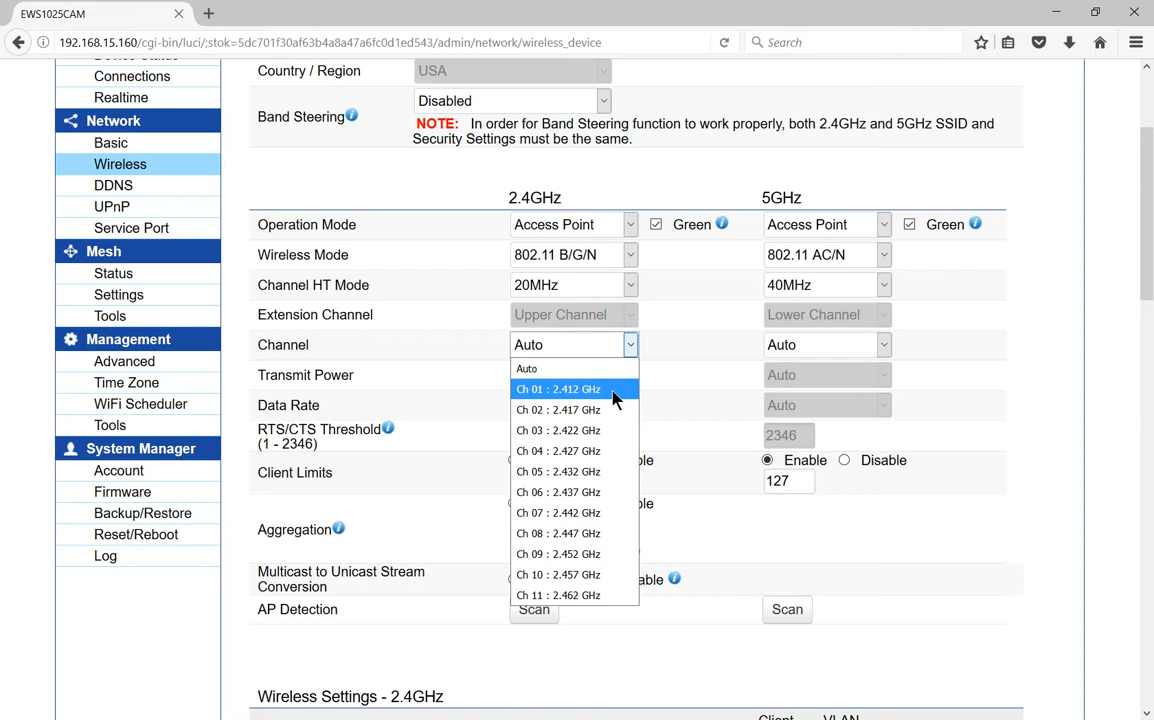 EWS1025CAM
192.168.15.160/cgi-bin/luci/;stok=5dc701f30af63b4a8a47a6fc0d1ed543/admin/network/wireless_device
Search
Device Status
Connections
Realtime
Network
Basic
Wireless
DDNS
UPnP
Service Port
Mesh
Status
Settings
Tools
Management
Advanced
Time Zone
WiFi Scheduler
Tools
System Manager
Account
Firmware
Backup/Restore
Reset/Reboot
Log
Country / Region USA
Band Steering Disabled
NOTE: In order for Band Steering function to work properly, both 2.4GHz and 5GHz SSID and
Security Settings must be the same.
2.4GHz 5GHz
Operation Mode Access Point Green Access Point Green
Wireless Mode 802.11 B/G/N 802.11 AC/N
Channel HT Mode 20MHz 40MHz
Extension Channel Upper Channel Lower Channel
Channel Auto Auto
Auto
Ch 01 : 2.412 GHz
Ch 02 : 2.417 GHz
Ch 03 : 2.422 GHz
Ch 04 : 2.427 GHz
Ch 05 : 2.432 GHz
Ch 06 : 2.437 GHz
Ch 07 : 2.442 GHz
Ch 08 : 2.447 GHz
Ch 09 : 2.452 GHz
Ch 10 : 2.457 GHz
Ch 11 : 2.462 GHz
Transmit Power Auto
Data Rate Auto
RTS/CTS Threshold
(1 - 2346) 2346
Client Limits Enable Disable
127
Aggregation
Multicast to Unicast Stream
Conversion
AP Detection Scan Scan
Wireless Settings - 2.4GHz
Client VLAN